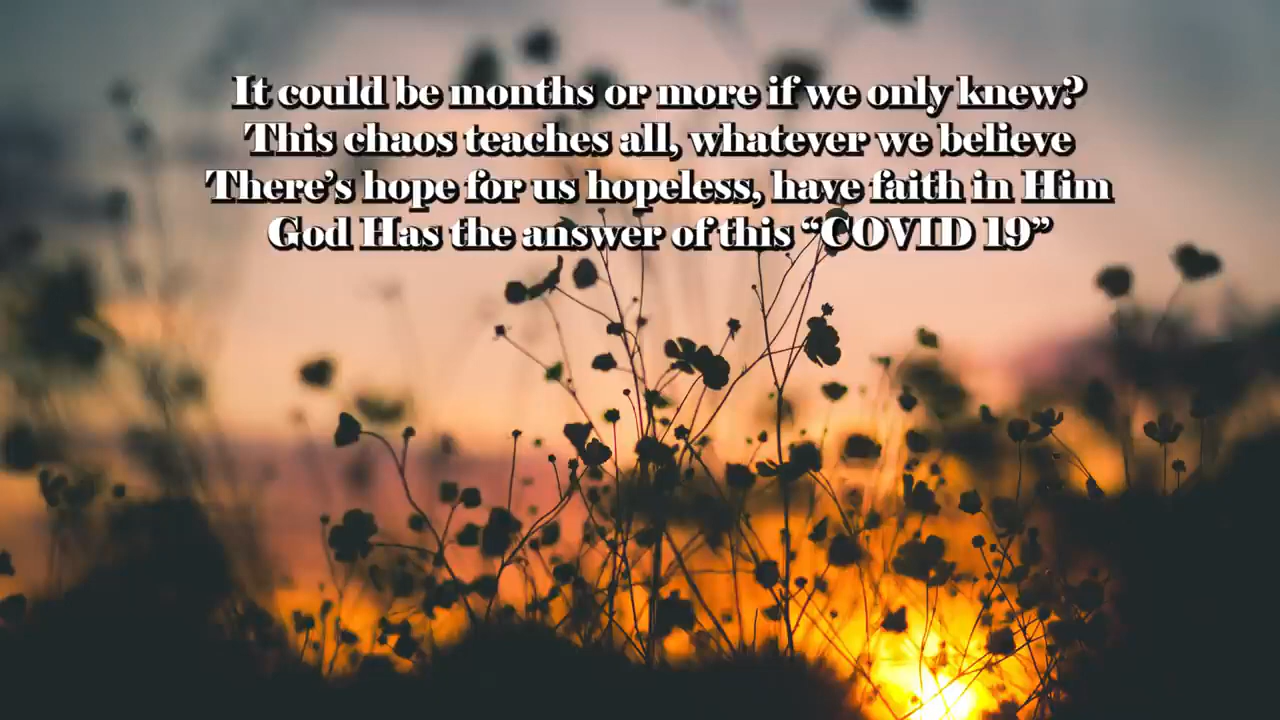 It could be months or more if we only knew?
This chaos teaches all, whatever we believe
There’s hope for us hopeless, have faith in Him
God Has the answer of this “COVID 19”